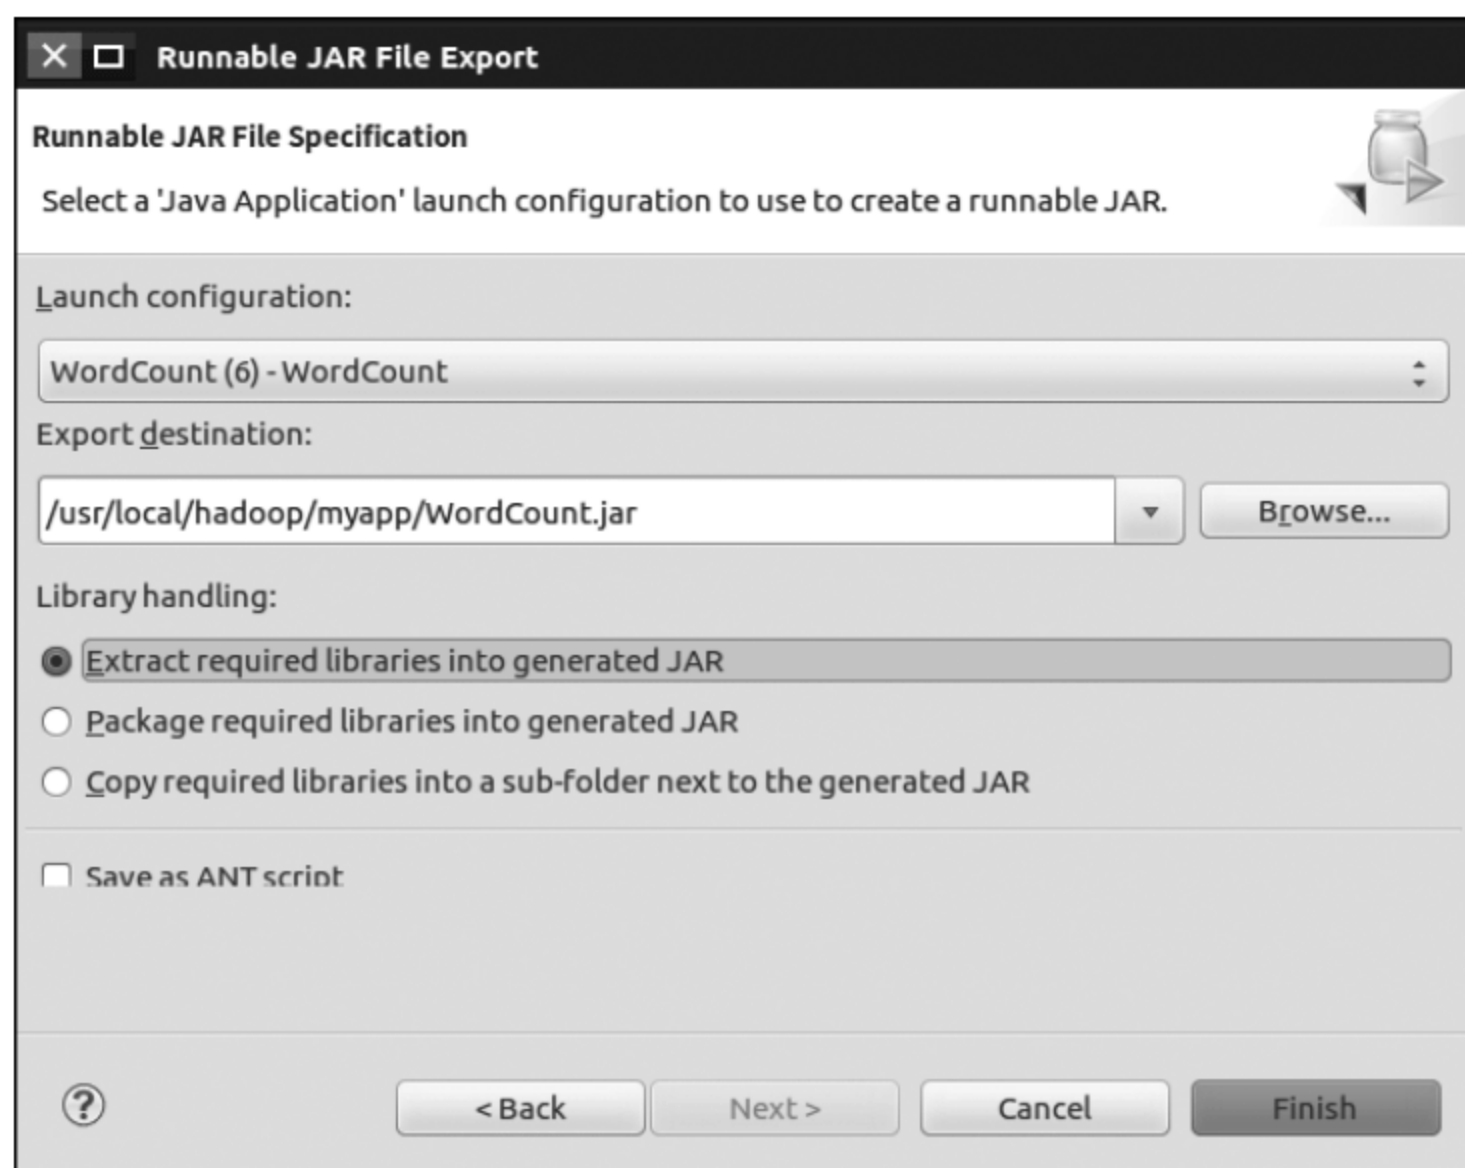 Runnable JAR File Export
Runnable JAR File Specification
Select a 'Java Application' launch configuration to use to create a runnable JAR.
Launch configuration:
WordCount (6) - WordCount
Export destination:
/usr/local/hadoop/myapp/WordCount.jar
Browse...
Library handling:
Extract required libraries into generated JAR
Package required libraries into generated JAR
Copy required libraries into a sub-folder next to the generated JAR
Save as ANT script
? < Back Next > Cancel Finish